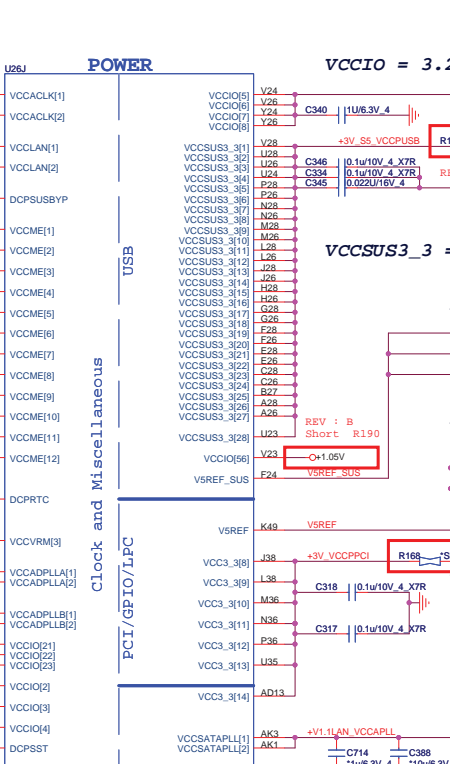 U26J
POWER
VCCIO = 3.2
VCCACLK[1]
VCCACLK[2]
VCCLAN[1]
VCCLAN[2]
DCPSUSBYP
VCCME[1]
VCCME[2]
VCCME[3]
VCCME[4]
VCCME[5]
VCCME[6]
VCCME[7]
VCCME[8]
VCCME[9]
VCCME[10]
VCCME[11]
VCCME[12]
DCPRTC
VCCVRM[3]
VCCADPLLA[1]
VCCADPLLA[2]
VCCADPLLB[1]
VCCADPLLB[2]
VCCIO[21]
VCCIO[22]
VCCIO[23]
VCCIO[2]
VCCIO[3]
VCCIO[4]
DCPSST
USB
Clock and Miscellaneous
PCI/GPIO/LPC
VCCIO[5] V24
VCCIO[6] V26
VCCIO[7] Y24
VCCIO[8] Y26
VCCSUS3_3[1] V28
VCCSUS3_3[2] U28
VCCSUS3_3[3] U26
VCCSUS3_3[4] U24
VCCSUS3_3[5] P28
VCCSUS3_3[6] P26
VCCSUS3_3[7] N28
VCCSUS3_3[8] N26
VCCSUS3_3[9] M28
VCCSUS3_3[10] M26
VCCSUS3_3[11] L28
VCCSUS3_3[12] L26
VCCSUS3_3[13] J28
VCCSUS3_3[14] J26
VCCSUS3_3[15] H28
VCCSUS3_3[16] H26
VCCSUS3_3[17] G28
VCCSUS3_3[18] G26
VCCSUS3_3[19] F28
VCCSUS3_3[20] F26
VCCSUS3_3[21] E28
VCCSUS3_3[22] E26
VCCSUS3_3[23] C28
VCCSUS3_3[24] C26
VCCSUS3_3[25] B27
VCCSUS3_3[26] A28
VCCSUS3_3[27] A26
VCCSUS3_3[28] U23
VCCIO[56] V23
V5REF_SUS F24
V5REF K49
VCC3_3[8] J38
VCC3_3[9] L38
VCC3_3[10] M36
VCC3_3[11] N36
VCC3_3[12] P36
VCC3_3[13] U35
VCC3_3[14] AD13
VCCSATAPLL[1] AK3
VCCSATAPLL[2] AK1
C340 1U/6.3V_4
+3V_S5_VCCPUSB R1
C346 0.1u/10V_4_X7R
C334 0.1u/10V_4_X7R RE
C345 0.022U/16V_4
VCCSUS3_3 =
REV : B
Short R190
+1.05V
V5REF_SUS
V5REF
+3V_VCCPPCI R168 *S
C318 0.1u/10V_4_X7R
C317 0.1u/10V_4_X7R
+V1.1LAN_VCCAPLL
C714 C388
*1u/6.3V_4 *10u/6.3V